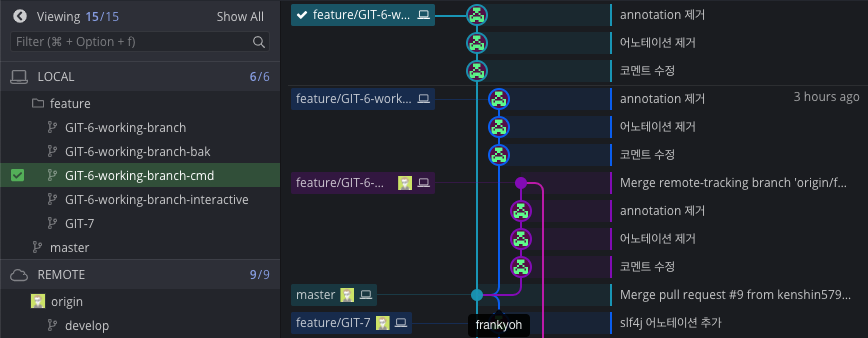 Viewing 15/15 Show All
Filter (⌘ + Option + f)
LOCAL 6/6
feature
GIT-6-working-branch
GIT-6-working-branch-bak
GIT-6-working-branch-cmd
GIT-6-working-branch-interactive
GIT-7
master
REMOTE 9/9
origin
develop
feature/GIT-6-w... annotation 제거
어노테이션 제거
코멘트 수정
feature/GIT-6-work... annotation 제거 3 hours ago
어노테이션 제거
코멘트 수정
feature/GIT-6-... Merge remote-tracking branch 'origin/f...
annotation 제거
어노테이션 제거
코멘트 수정
master Merge pull request #9 from kenshin579...
feature/GIT-7 slf4j 어노테이션 추가
frankyoh